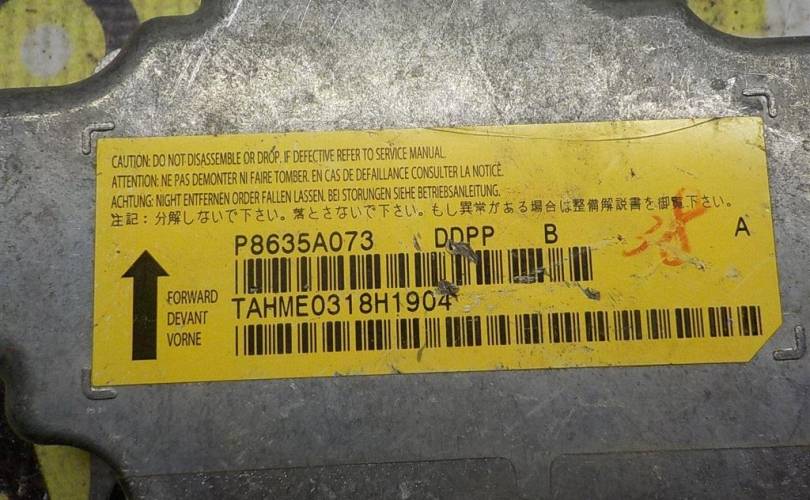 CAUTION: DO NOT DISASSEMBLE OR DROP. IF DEFECTIVE REFER TO SERVICE MANUAL.
ATTENTION: NE PAS DEMONTER NI FAIRE TOMBER. EN CAS DE DEFAILLANCE CONSULTER LA NOTICE.
ACHTUNG: NIGHT ENTFERNEN ORDER FALLEN LASSEN. BEI STORUNGEN SIEHE BETRIEBSANLEITUNG.
注記：分解しないで下さい。落とさないで下さい。もし異常がある場合は整備解説書を御覧下さい。
P8635A073 DDPP B A
TAHME0318H1904
FORWARD
DEVANT
VORNE